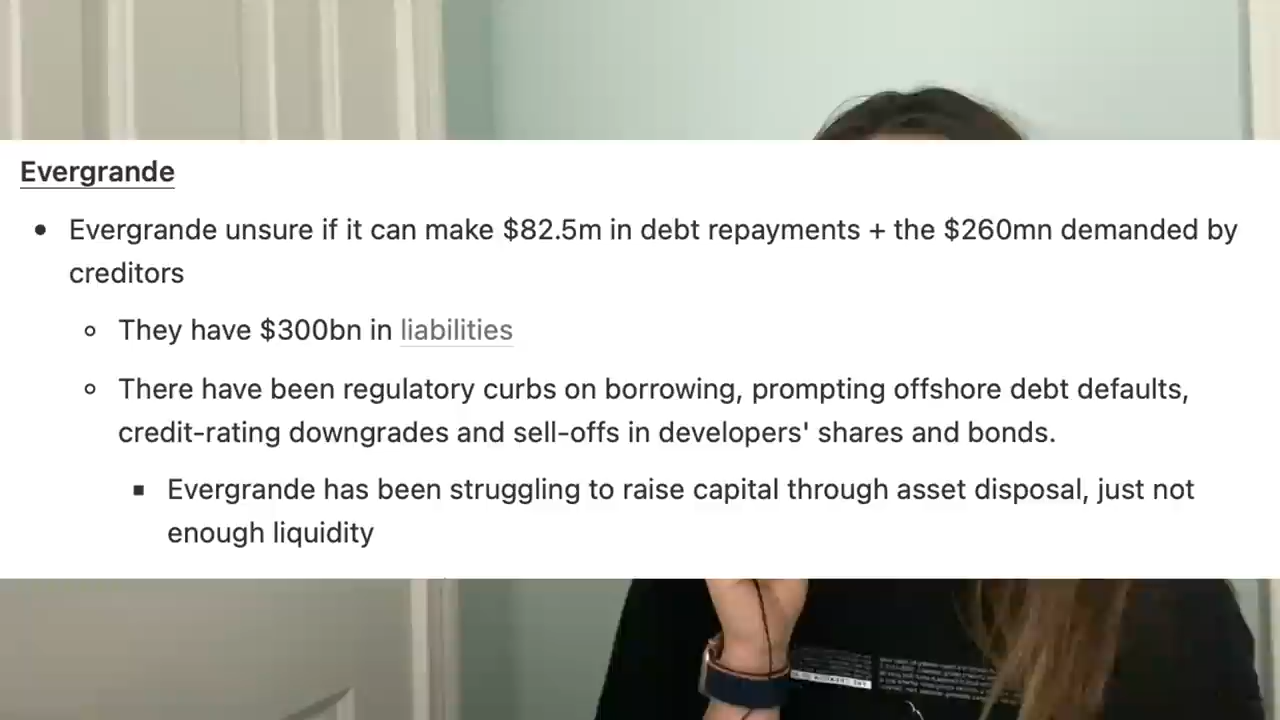 Evergrande
• Evergrande unsure if it can make $82.5m in debt repayments + the $260mn demanded by
creditors
◦ They have $300bn in liabilities
◦ There have been regulatory curbs on borrowing, prompting offshore debt defaults,
credit-rating downgrades and sell-offs in developers' shares and bonds.
▪ Evergrande has been struggling to raise capital through asset disposal, just not
enough liquidity